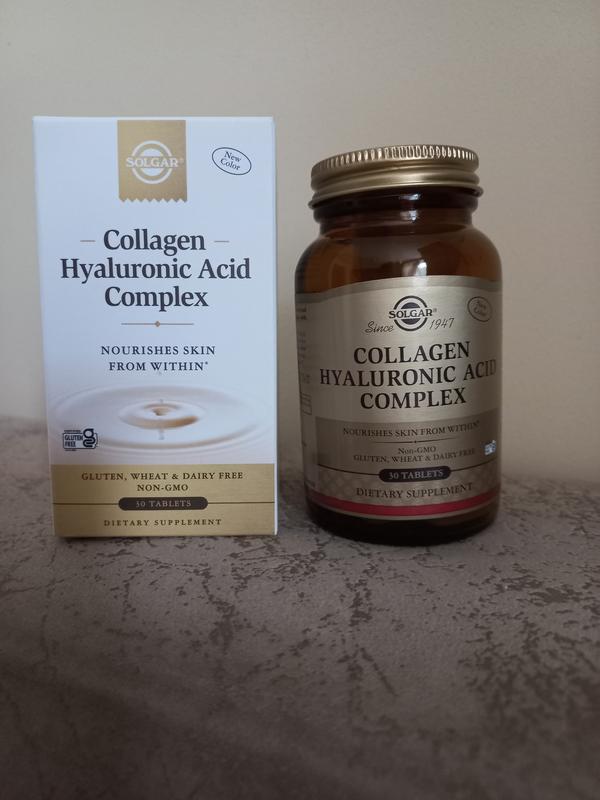 SOLGAR®
New
Color
Collagen
Hyaluronic Acid
Complex
NOURISHES SKIN
FROM WITHIN*
GLUTEN
FREE
GLUTEN, WHEAT & DAIRY FREE
NON-GMO
30 TABLETS
DIETARY SUPPLEMENT
SOLGAR®
Since 1947
New
Color
COLLAGEN
HYALURONIC ACID
COMPLEX
NOURISHES SKIN FROM WITHIN*
Non-GMO
GLUTEN, WHEAT & DAIRY FREE
30 TABLETS
DIETARY SUPPLEMENT